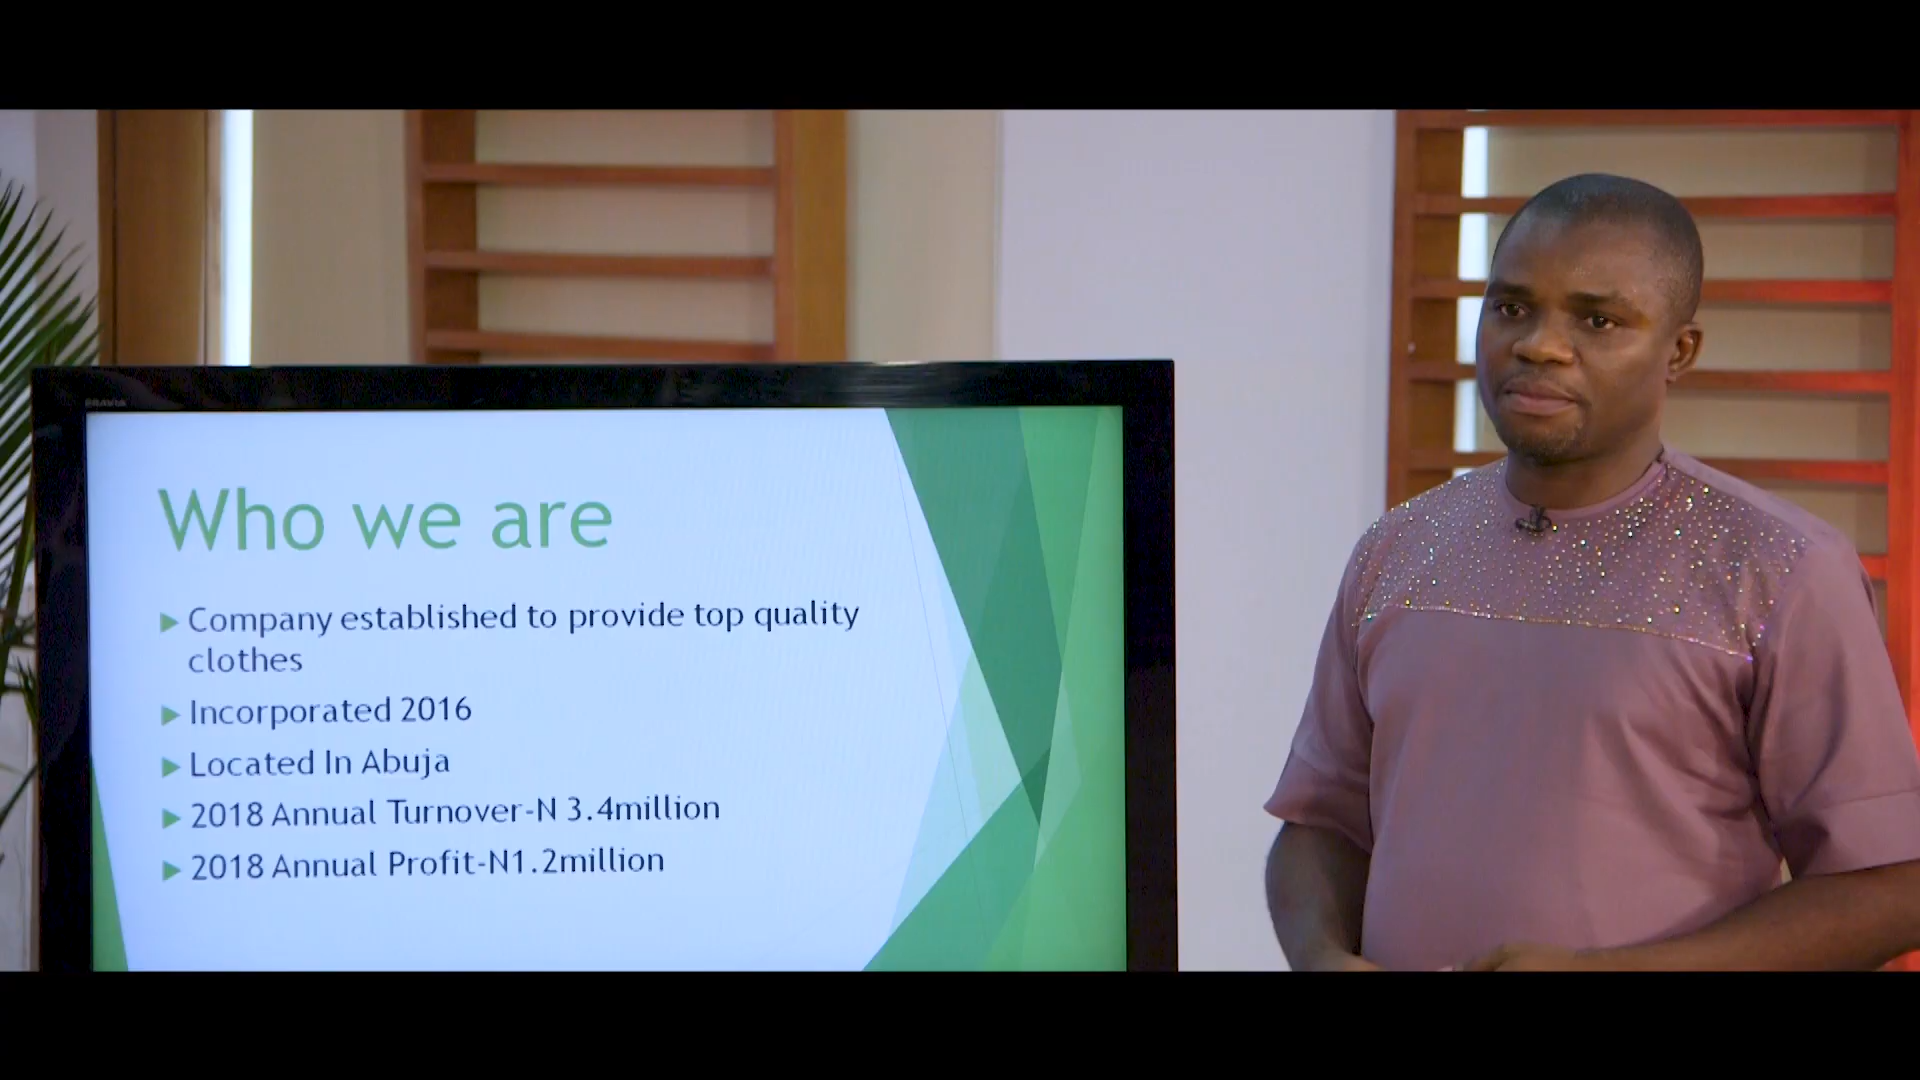 BRAVIA
Who we are
Company established to provide top quality
clothes
Incorporated 2016
Located In Abuja
2018 Annual Turnover-N 3.4million
2018 Annual Profit-N1.2million